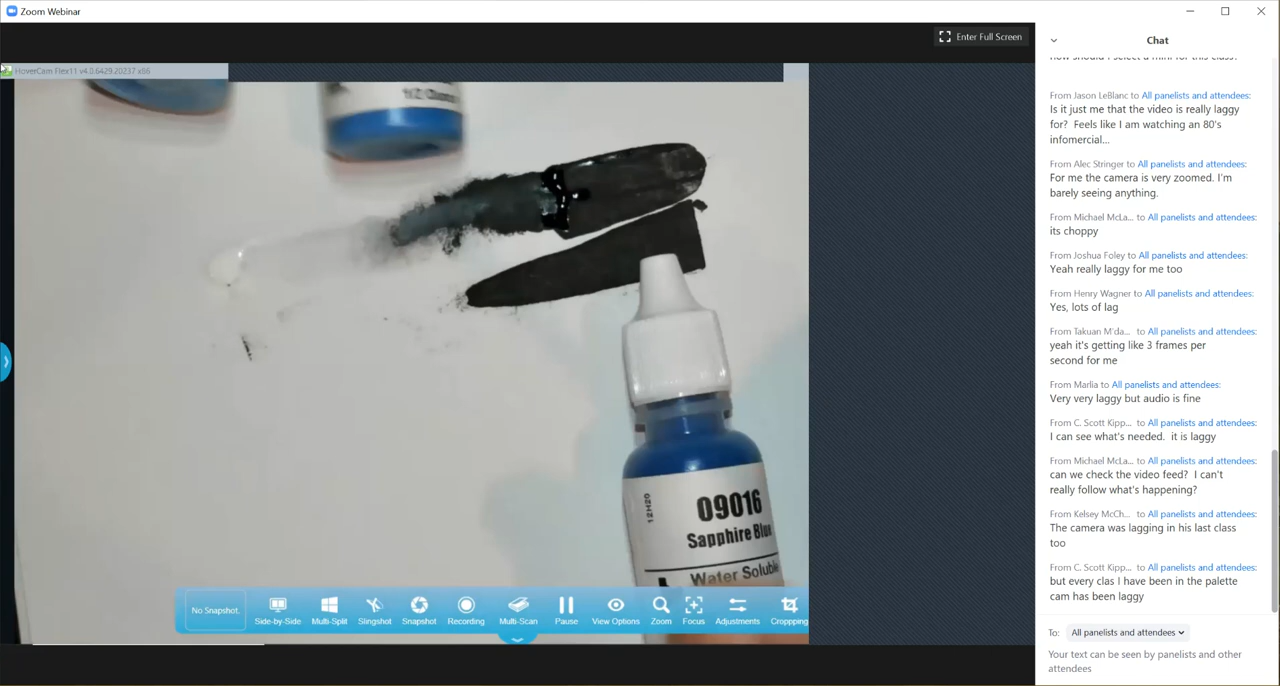 Zoom Webinar
Enter Full Screen
HoverCam Flex11 v4.0.6429.20237 x86
1/2 Ounce
12H20
09016
Sapphire Blue
Water Soluble
No Snapshot.
Side-by-Side
Multi-Split
Slingshot
Snapshot
Recording
Multi-Scan
Pause
View Options
Zoom
Focus
Adjustments
Cropping
Chat
how should I select a mini for this class?
From Jason LeBlanc to All panelists and attendees:
Is it just me that the video is really laggy
for? Feels like I am watching an 80's
infomercial...
From Alec Stringer to All panelists and attendees:
For me the camera is very zoomed. I'm
barely seeing anything.
From Michael McLa... to All panelists and attendees:
its choppy
From Joshua Foley to All panelists and attendees:
Yeah really laggy for me too
From Henry Wagner to All panelists and attendees:
Yes, lots of lag
From Takuan M'da... to All panelists and attendees:
yeah it's getting like 3 frames per
second for me
From Marlia to All panelists and attendees:
Very very laggy but audio is fine
From C. Scott Kipp... to All panelists and attendees:
I can see what's needed. it is laggy
From Michael McLa... to All panelists and attendees:
can we check the video feed? I can't
really follow what's happening?
From Kelsey McCh... to All panelists and attendees:
The camera was lagging in his last class
too
From C. Scott Kipp... to All panelists and attendees:
but every clas I have been in the palette
cam has been laggy
To: All panelists and attendees
Your text can be seen by panelists and other
attendees